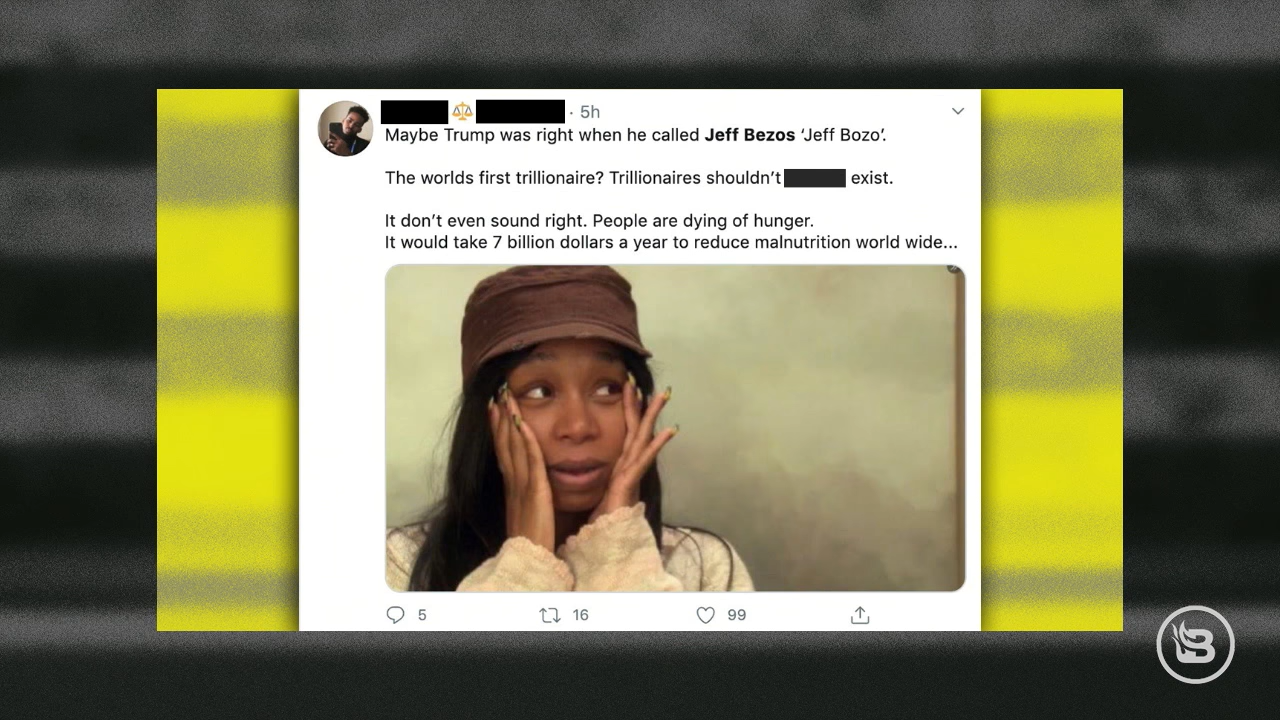 · 5h
Maybe Trump was right when he called Jeff Bezos ‘Jeff Bozo’.
The worlds first trillionaire? Trillionaires shouldn’t exist.
It don’t even sound right. People are dying of hunger.
It would take 7 billion dollars a year to reduce malnutrition world wide...
5 16 99
B